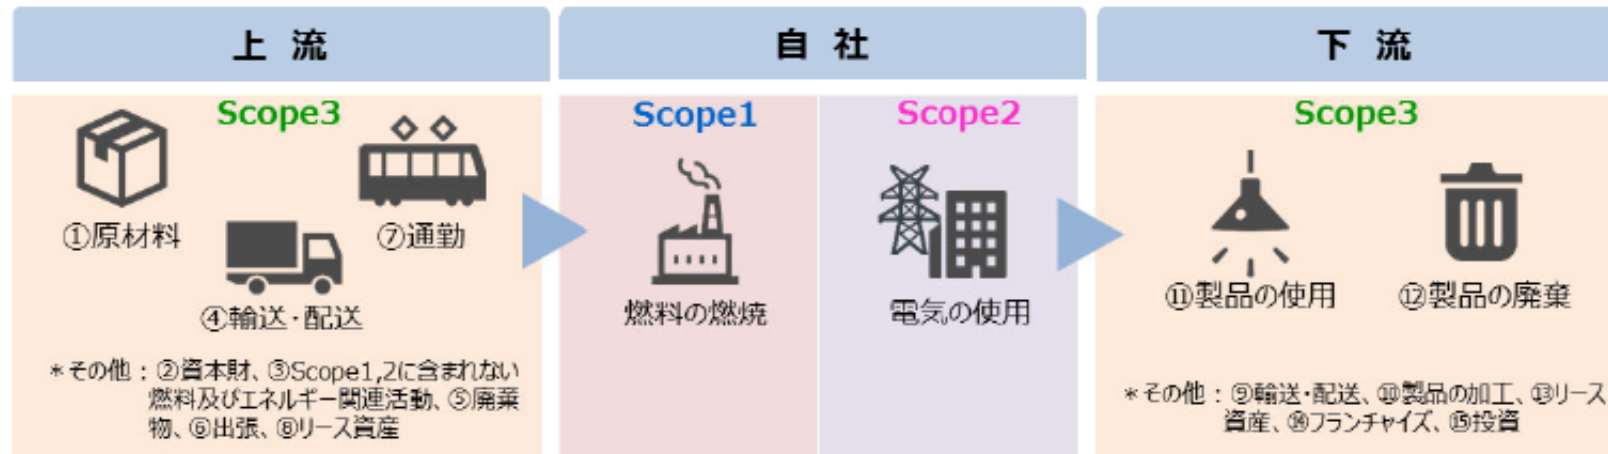 上 流
Scope3
①原材料
⑦通勤
④輸送・配送
＊その他：②資本財、③Scope1,2に含まれない
燃料及びエネルギー関連活動、⑤廃棄
物、⑥出張、⑧リース資産
自 社
Scope1
燃料の燃焼
Scope2
電気の使用
下 流
Scope3
⑪製品の使用
⑫製品の廃棄
＊その他：⑨輸送・配送、⑩製品の加工、⑬リース
資産、⑭フランチャイズ、⑮投資